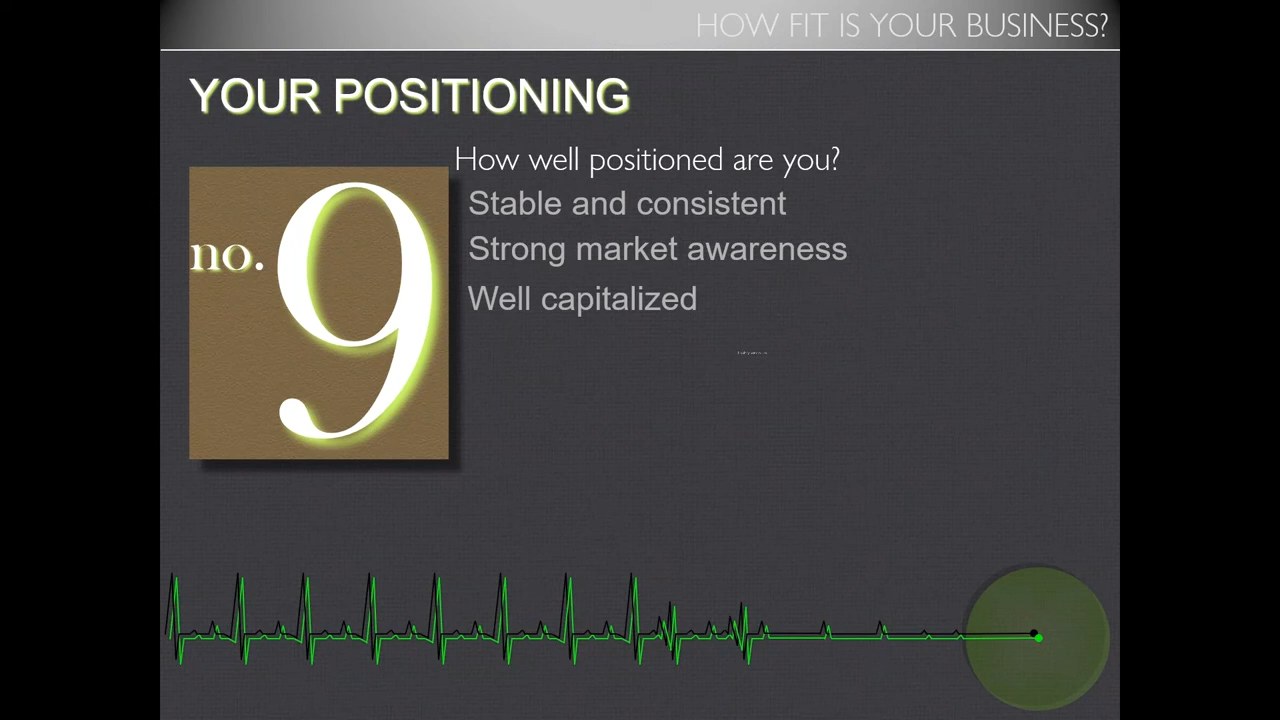 HOW FIT IS YOUR BUSINESS?
YOUR POSITIONING
no. 9
How well positioned are you?
Stable and consistent
Strong market awareness
Well capitalized